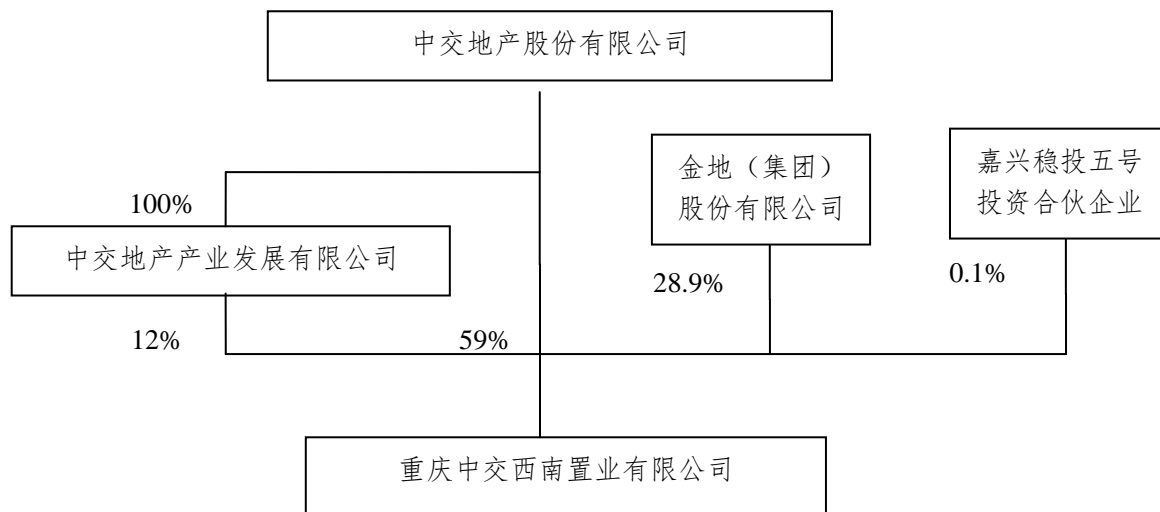 中交地产股份有限公司
金地（集团）
股份有限公司
嘉兴稳投五号
投资合伙企业
100%
中交地产产业发展有限公司
28.9%
0.1%
12%
59%
重庆中交西南置业有限公司